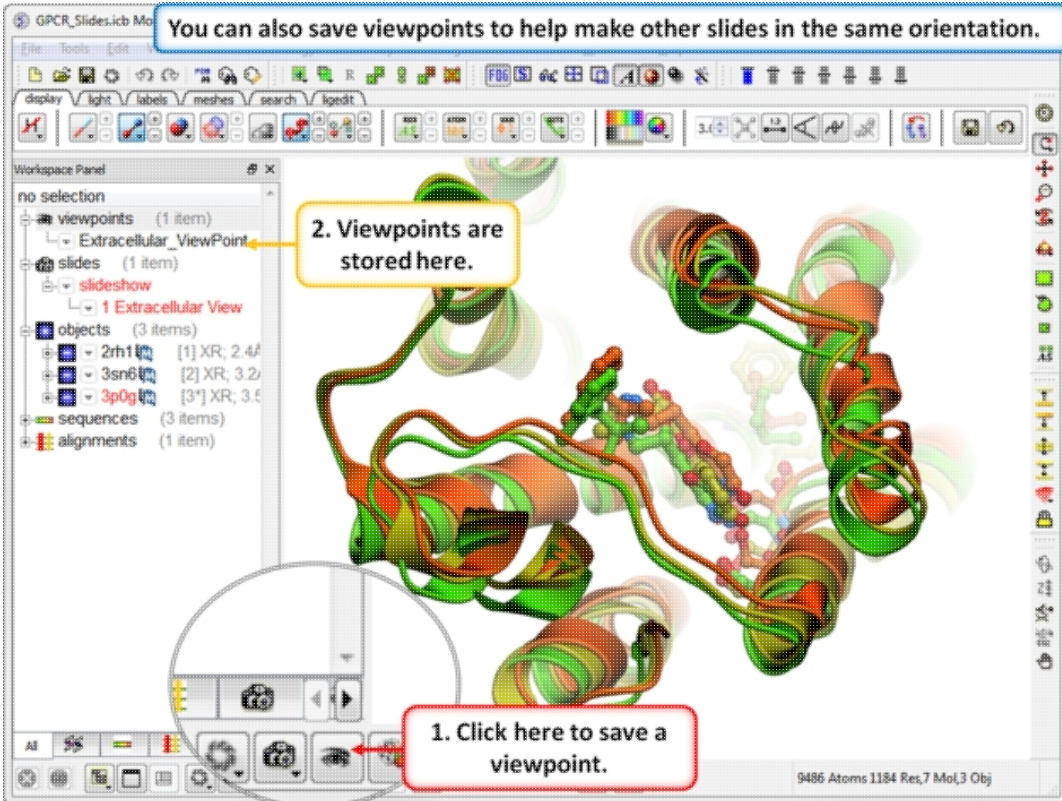 GPCR_Slides.icb Mo
You can also save viewpoints to help make other slides in the same orientation.
File Tools Edit
display light labels meshes search ligedit
Workspace Panel
no selection
viewpoints (1 item)
Extracellular_ViewPoint
slides (1 item)
slideshow
1 Extracellular View
objects (3 items)
2rh1 [1] XR; 2.4Å
3sn6 [2] XR; 3.2
3p0g [3*] XR; 3.5
sequences (3 items)
alignments (1 item)
2. Viewpoints are
stored here.
1. Click here to save a
viewpoint.
All
9486 Atoms 1184 Res,7 Mol,3 Obj